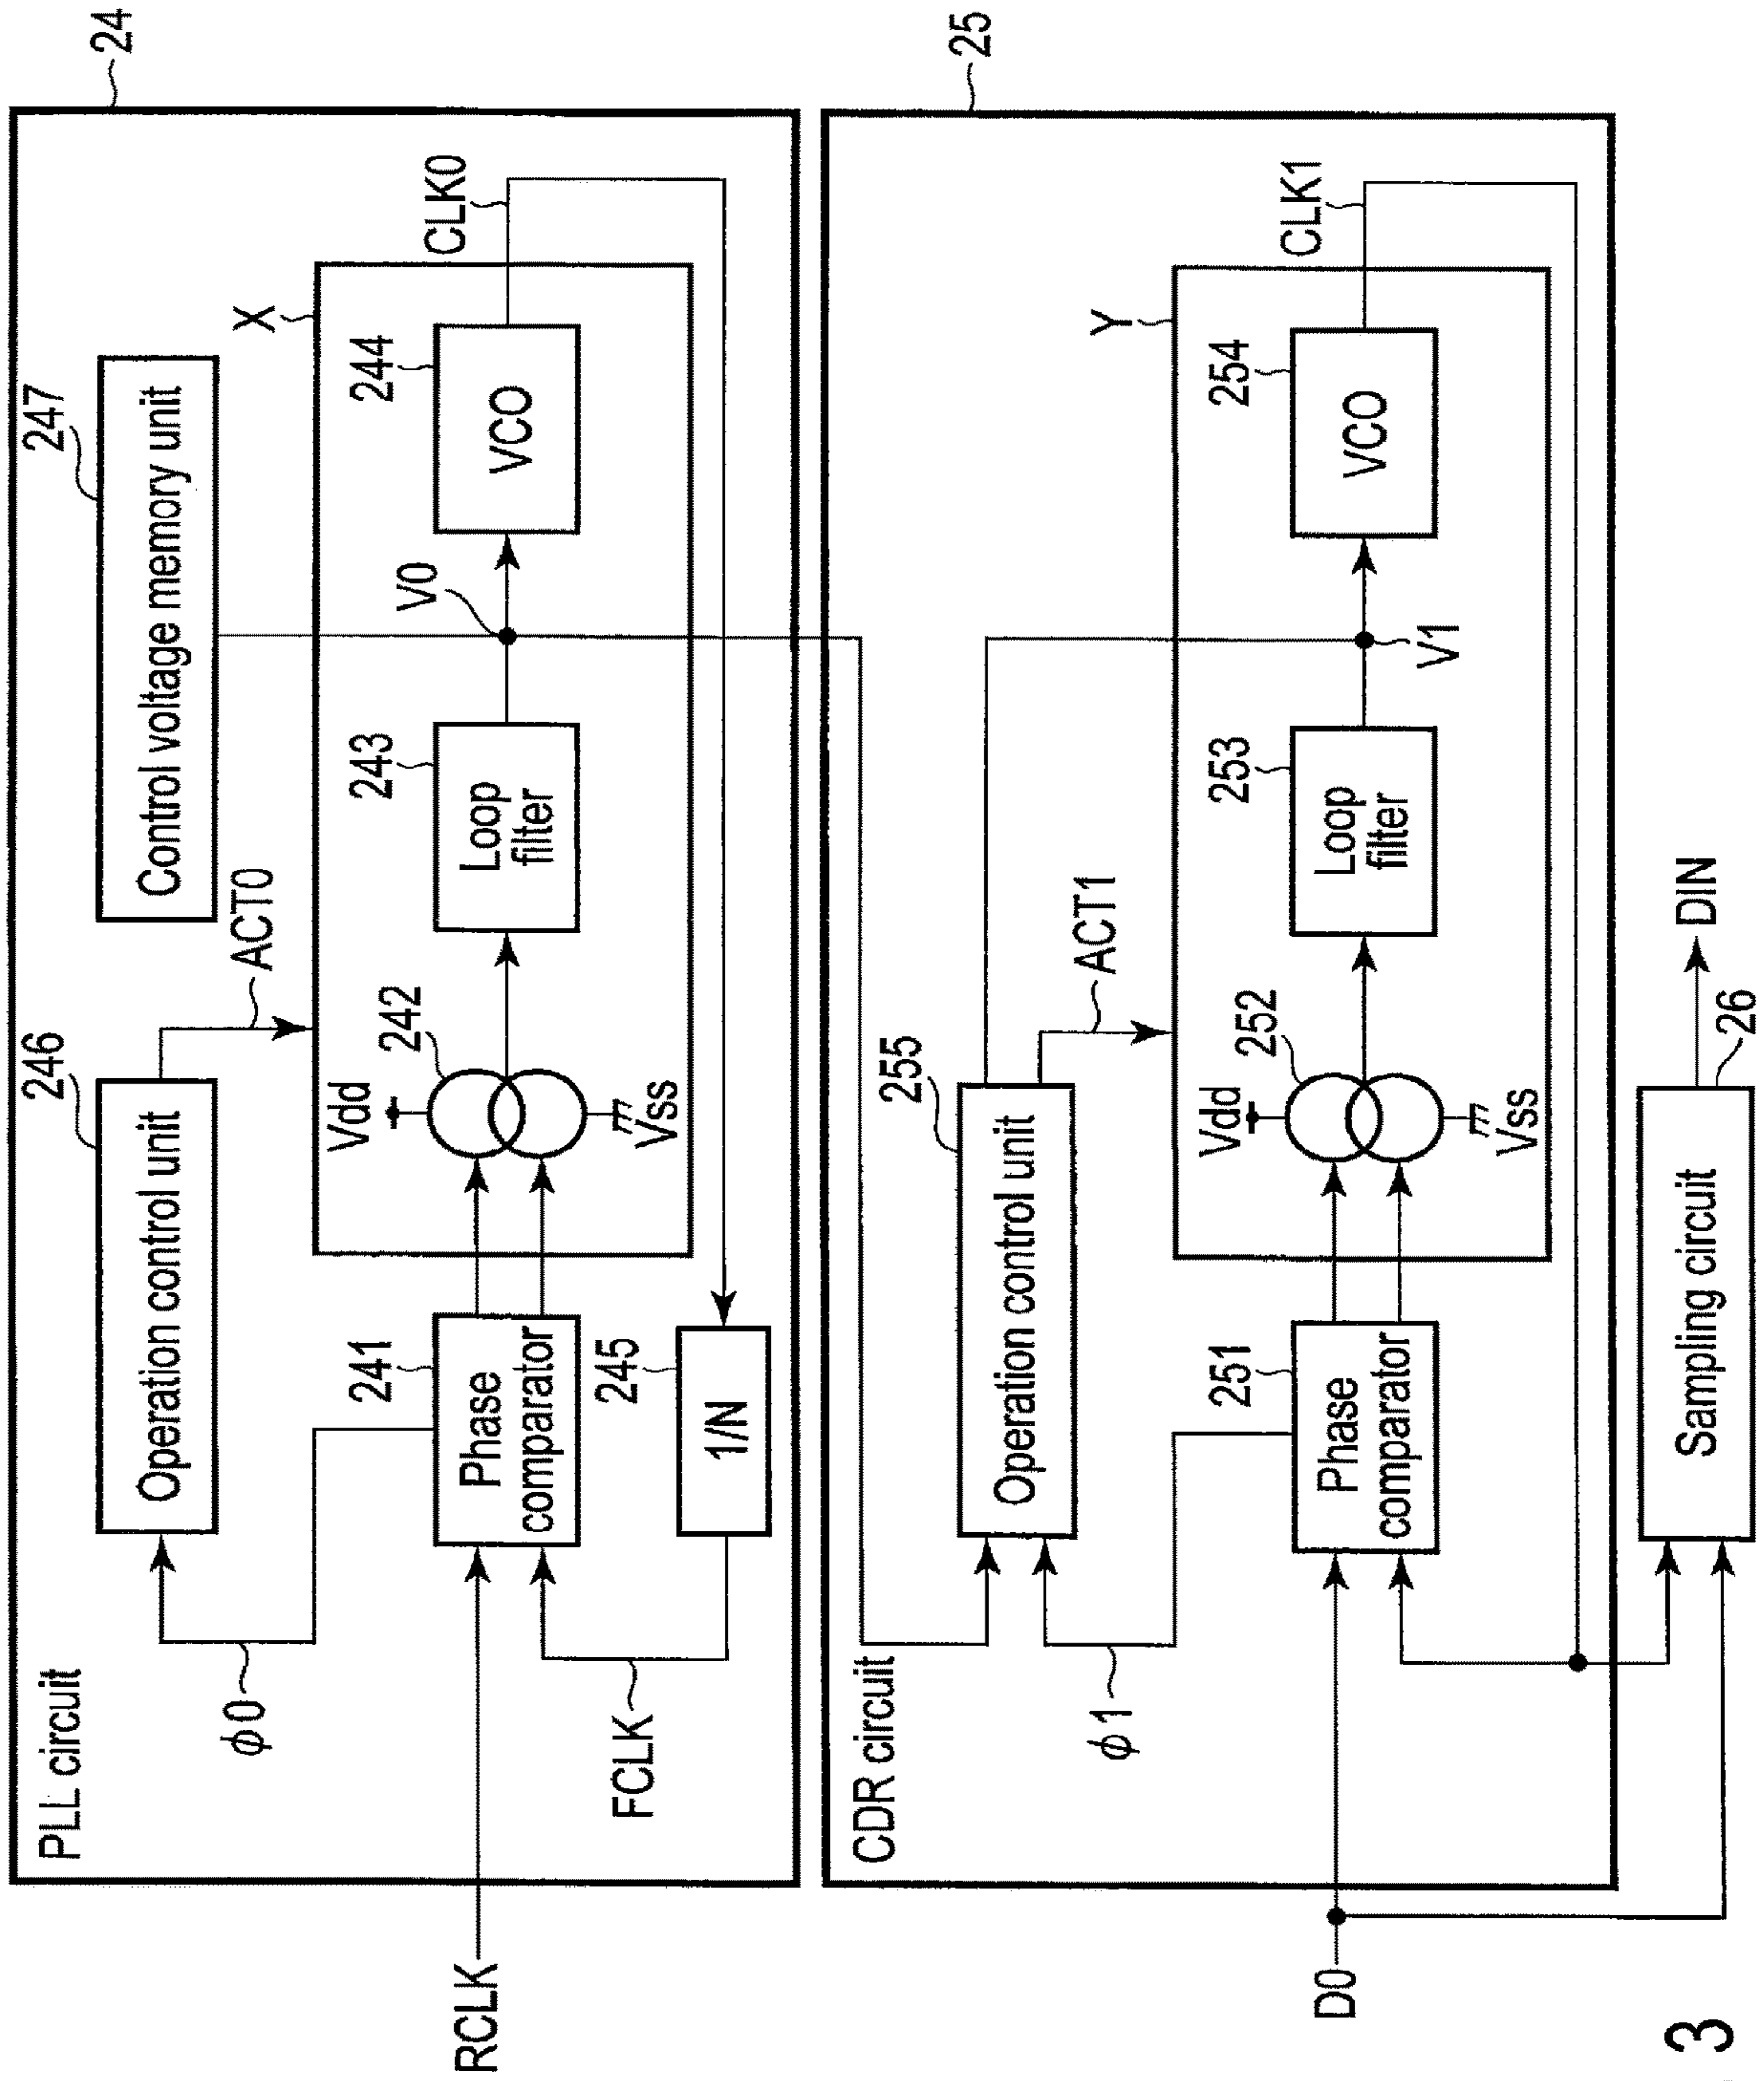 24
PLL circuit
247
Control voltage memory unit
246
Operation control unit
ACT0
X
ϕ0
242
Vdd
Vss
243
Loop
filter
V0
244
VCO
CLK0
241
Phase
comparator
RCLK
245
1/N
FCLK
25
CDR circuit
255
Operation control unit
ACT1
Y
ϕ1
252
Vdd
Vss
253
Loop
filter
V1
254
VCO
CLK1
251
Phase
comparator
D0
Sampling circuit
26
DIN
3